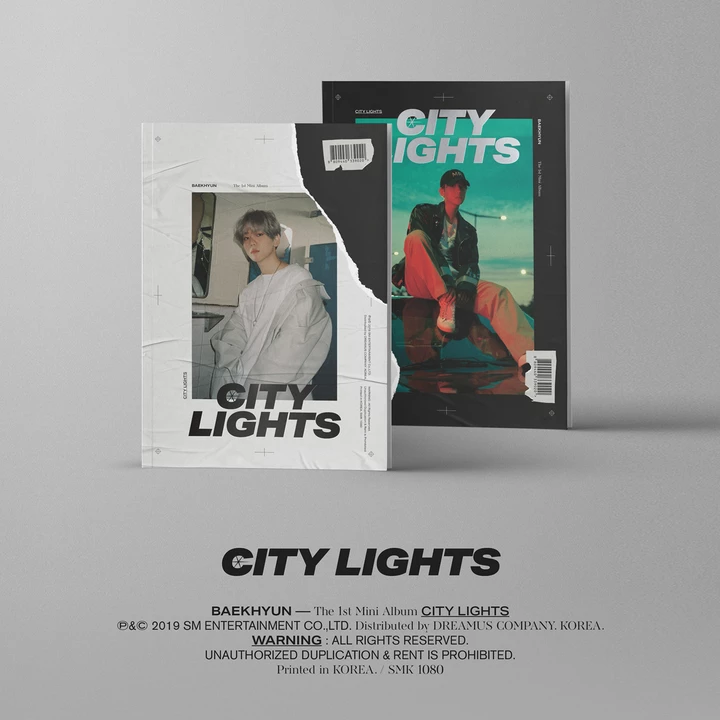 CITY LIGHTS
CITY
LIGHTS
BAEKHYUN
The 1st Mini Album
BAEKHYUN The 1st Mini Album
CITY LIGHTS
CITY
LIGHTS
CITY LIGHTS
BAEKHYUN — The 1st Mini Album CITY LIGHTS
℗&© 2019 SM ENTERTAINMENT CO.,LTD. Distributed by DREAMUS COMPANY. KOREA.
WARNING : ALL RIGHTS RESERVED.
UNAUTHORIZED DUPLICATION & RENT IS PROHIBITED.
Printed in KOREA. / SMK 1080